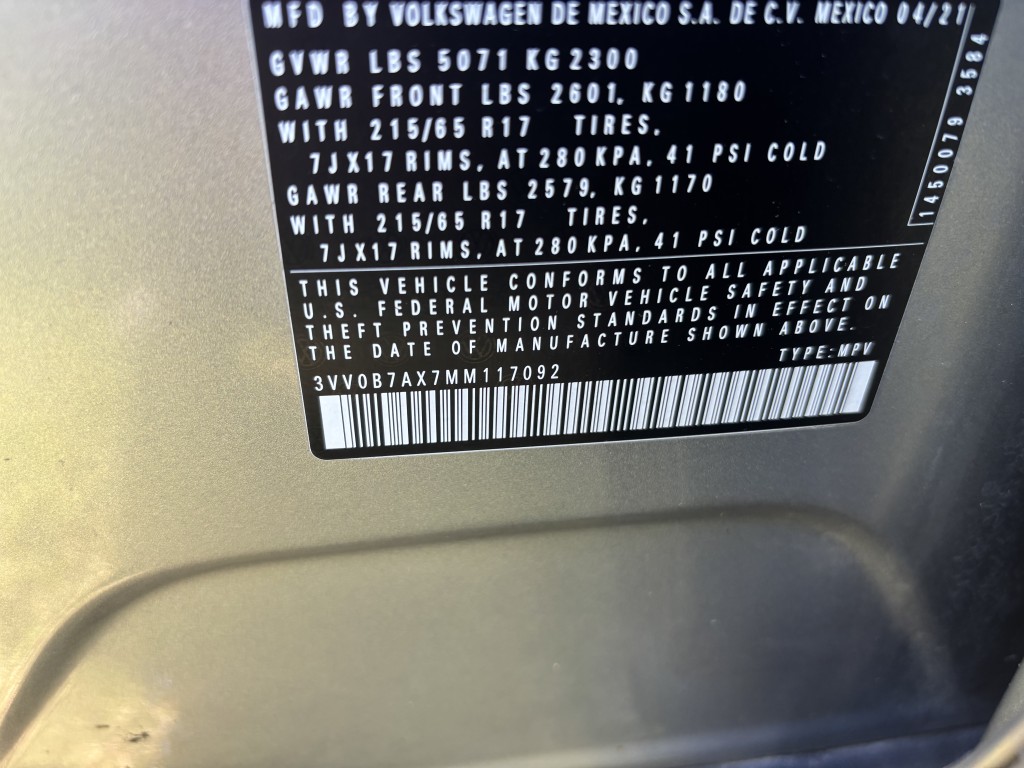 MFD BY VOLKSWAGEN DE MEXICO S.A. DE C.V. MEXICO 04/21
GVWR LBS 5071 KG 2300
GAWR FRONT LBS 2601, KG 1180
WITH 215/65 R17 TIRES,
7JX17 RIMS, AT 280 KPA, 41 PSI COLD
GAWR REAR LBS 2579, KG 1170
WITH 215/65 R17 TIRES,
7JX17 RIMS, AT 280 KPA, 41 PSI COLD
1450079 3584
THIS VEHICLE CONFORMS TO ALL APPLICABLE
U.S. FEDERAL MOTOR VEHICLE SAFETY AND
THEFT PREVENTION STANDARDS IN EFFECT ON
THE DATE OF MANUFACTURE SHOWN ABOVE.
TYPE: MPV
3VV0B7AX7MM117092